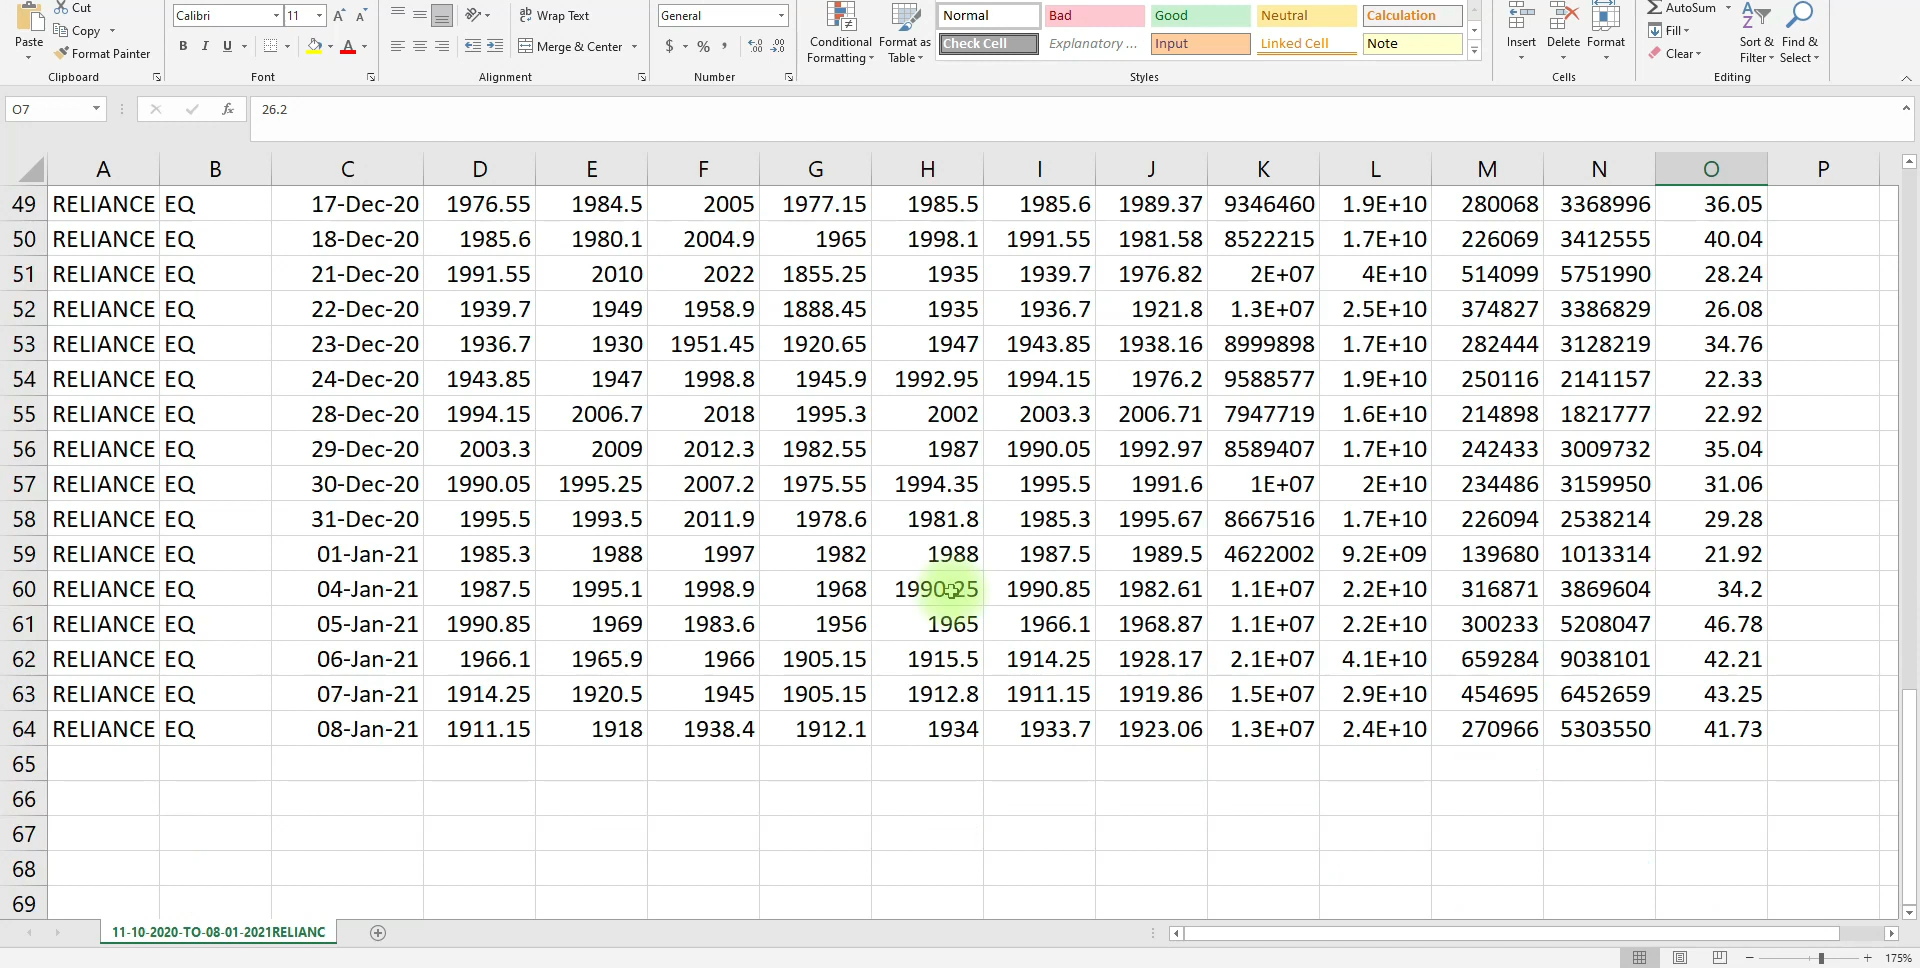 Cut
Calibri 11 Wrap Text General Normal Bad Good Neutral Calculation AutoSum
Paste Copy Conditional Formatting Format as Table Insert Delete Format Fill Sort & Filter Find & Select
Format Painter B I U Merge & Center $ % , Check Cell Explanatory ... Input Linked Cell Note Clear
Clipboard Font Alignment Number Styles Cells Editing
O7 fx 26.2
A B C D E F G H I J K L M N O P
49 RELIANCE EQ 17-Dec-20 1976.55 1984.5 2005 1977.15 1985.5 1985.6 1989.37 9346460 1.9E+10 280068 3368996 36.05
50 RELIANCE EQ 18-Dec-20 1985.6 1980.1 2004.9 1965 1998.1 1991.55 1981.58 8522215 1.7E+10 226069 3412555 40.04
51 RELIANCE EQ 21-Dec-20 1991.55 2010 2022 1855.25 1935 1939.7 1976.82 2E+07 4E+10 514099 5751990 28.24
52 RELIANCE EQ 22-Dec-20 1939.7 1949 1958.9 1888.45 1935 1936.7 1921.8 1.3E+07 2.5E+10 374827 3386829 26.08
53 RELIANCE EQ 23-Dec-20 1936.7 1930 1951.45 1920.65 1947 1943.85 1938.16 8999898 1.7E+10 282444 3128219 34.76
54 RELIANCE EQ 24-Dec-20 1943.85 1947 1998.8 1945.9 1992.95 1994.15 1976.2 9588577 1.9E+10 250116 2141157 22.33
55 RELIANCE EQ 28-Dec-20 1994.15 2006.7 2018 1995.3 2002 2003.3 2006.71 7947719 1.6E+10 214898 1821777 22.92
56 RELIANCE EQ 29-Dec-20 2003.3 2009 2012.3 1982.55 1987 1990.05 1992.97 8589407 1.7E+10 242433 3009732 35.04
57 RELIANCE EQ 30-Dec-20 1990.05 1995.25 2007.2 1975.55 1994.35 1995.5 1991.6 1E+07 2E+10 234486 3159950 31.06
58 RELIANCE EQ 31-Dec-20 1995.5 1993.5 2011.9 1978.6 1981.8 1985.3 1995.67 8667516 1.7E+10 226094 2538214 29.28
59 RELIANCE EQ 01-Jan-21 1985.3 1988 1997 1982 1988 1987.5 1989.5 4622002 9.2E+09 139680 1013314 21.92
60 RELIANCE EQ 04-Jan-21 1987.5 1995.1 1998.9 1968 1990.25 1990.85 1982.61 1.1E+07 2.2E+10 316871 3869604 34.2
61 RELIANCE EQ 05-Jan-21 1990.85 1969 1983.6 1956 1965 1966.1 1968.87 1.1E+07 2.2E+10 300233 5208047 46.78
62 RELIANCE EQ 06-Jan-21 1966.1 1965.9 1966 1905.15 1915.5 1914.25 1928.17 2.1E+07 4.1E+10 659284 9038101 42.21
63 RELIANCE EQ 07-Jan-21 1914.25 1920.5 1945 1905.15 1912.8 1911.15 1919.86 1.5E+07 2.9E+10 454695 6452659 43.25
64 RELIANCE EQ 08-Jan-21 1911.15 1918 1938.4 1912.1 1934 1933.7 1923.06 1.3E+07 2.4E+10 270966 5303550 41.73
65
66
67
68
69
11-10-2020-TO-08-01-2021RELIANC
175%